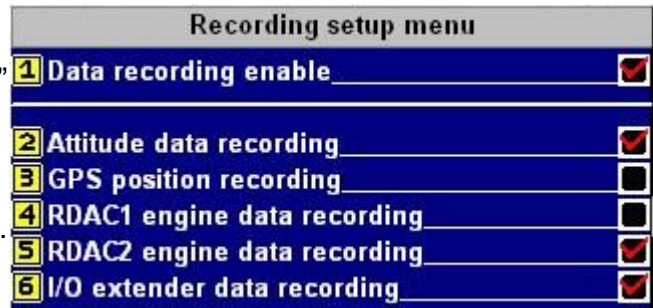 Recording setup menu
” 1 Data recording enable
2 Attitude data recording
3 GPS position recording
4 RDAC1 engine data recording
. 5 RDAC2 engine data recording
6 I/O extender data recording